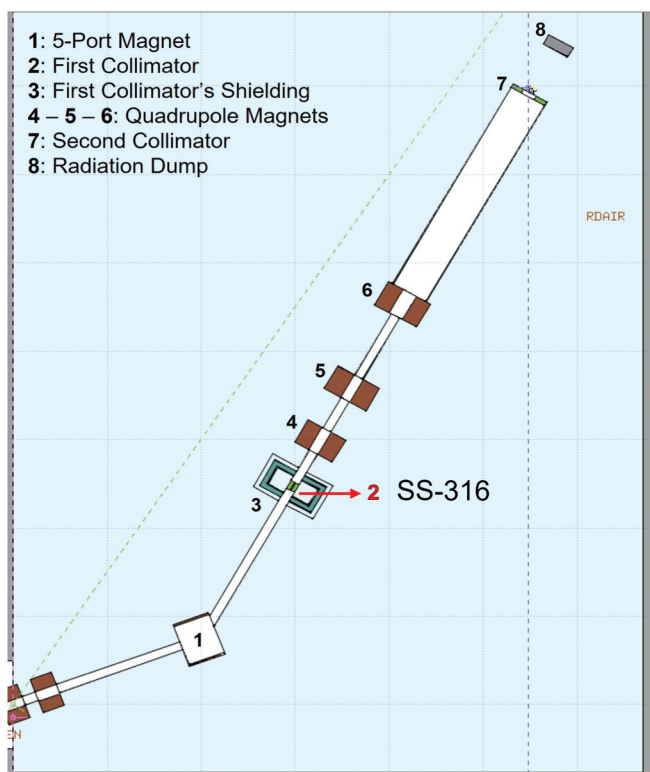 1: 5-Port Magnet
2: First Collimator
3: First Collimator's Shielding
4 – 5 – 6: Quadrupole Magnets
7: Second Collimator
8: Radiation Dump
8
7
RDAIR
6
5
4
2 SS-316
3
1
EN